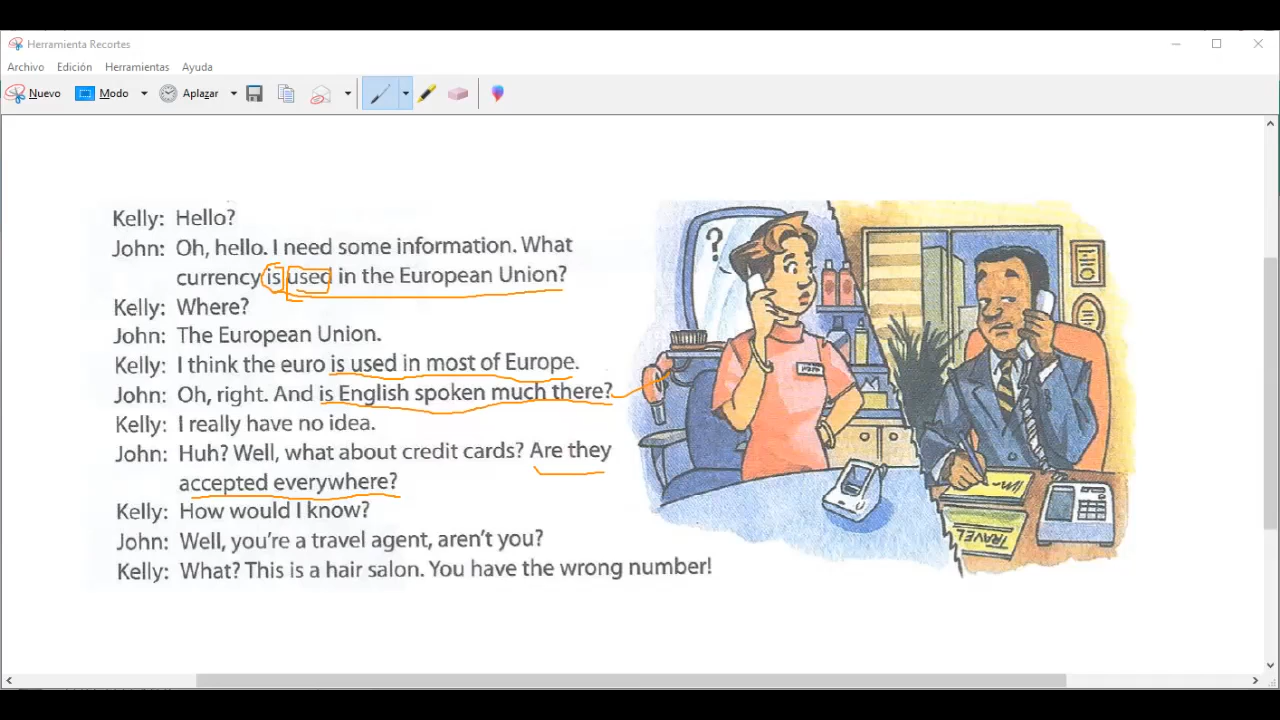 Herramienta Recortes
Archivo Edición Herramientas Ayuda
Nuevo Modo Aplazar
Kelly: Hello?
John: Oh, hello. I need some information. What
currency is used in the European Union?
Kelly: Where?
John: The European Union.
Kelly: I think the euro is used in most of Europe.
John: Oh, right. And is English spoken much there?
Kelly: I really have no idea.
John: Huh? Well, what about credit cards? Are they
accepted everywhere?
Kelly: How would I know?
John: Well, you're a travel agent, aren't you?
Kelly: What? This is a hair salon. You have the wrong number!
?
TRAVEL